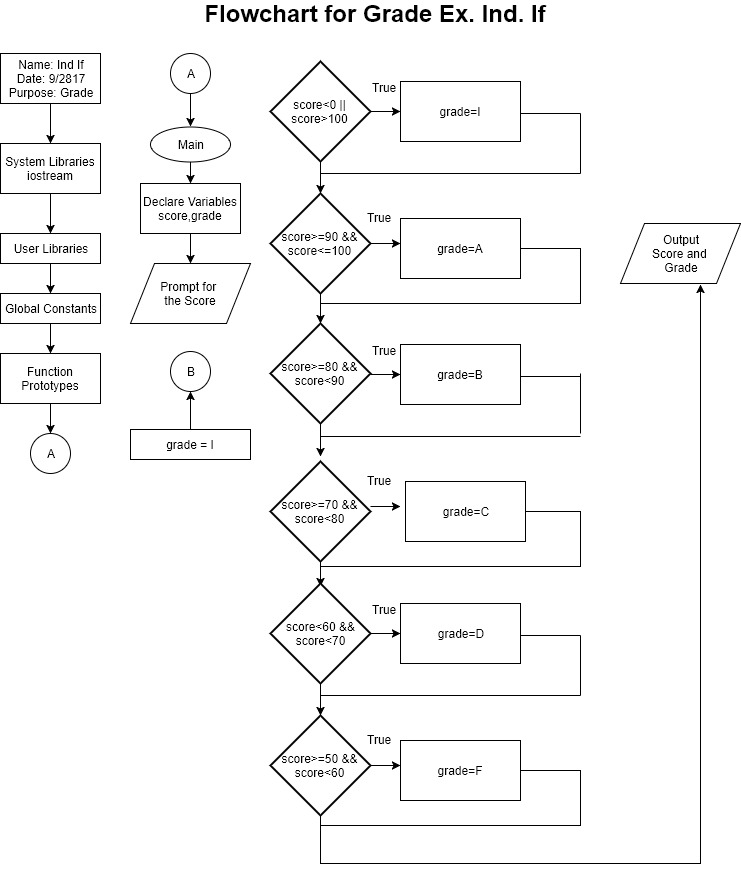 Flowchart for Grade Ex. Ind. If
Name: Ind If
Date: 9/2817
Purpose: Grade
System Libraries
iostream
User Libraries
Global Constants
Function
Prototypes
A
A
Main
Declare Variables
score,grade
Prompt for
the Score
B
grade = I
score<0 ||
score>100
True
grade=I
score>=90 &&
score<=100
True
grade=A
score>=80 &&
score<90
True
grade=B
score>=70 &&
score<80
True
grade=C
score<60 &&
score<70
True
grade=D
score>=50 &&
score<60
True
grade=F
Output
Score and
Grade